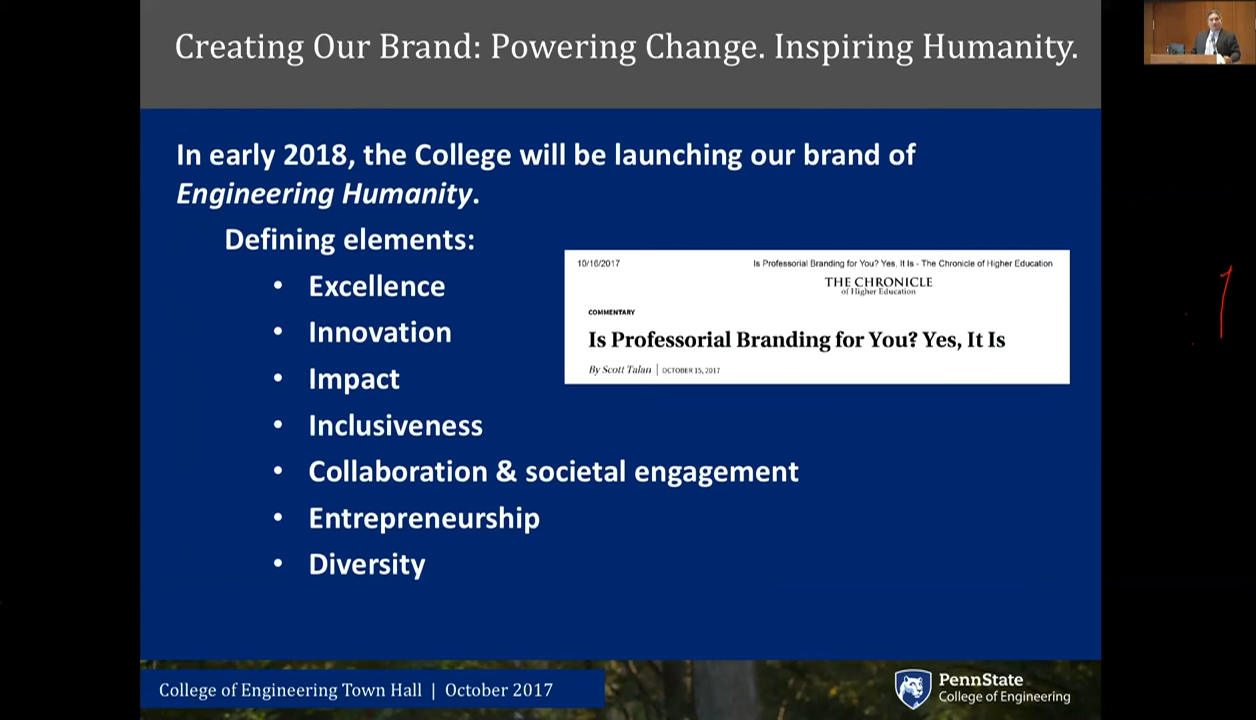 Creating Our Brand: Powering Change. Inspiring Humanity.
In early 2018, the College will be launching our brand of
Engineering Humanity.
Defining elements:
• Excellence
• Innovation
• Impact
• Inclusiveness
• Collaboration & societal engagement
• Entrepreneurship
• Diversity
10/16/2017 Is Professorial Branding for You? Yes, It Is - The Chronicle of Higher Education
THE CHRONICLE
of Higher Education
COMMENTARY
Is Professorial Branding for You? Yes, It Is
By Scott Talan | OCTOBER 15, 2017
College of Engineering Town Hall | October 2017
PennState
College of Engineering